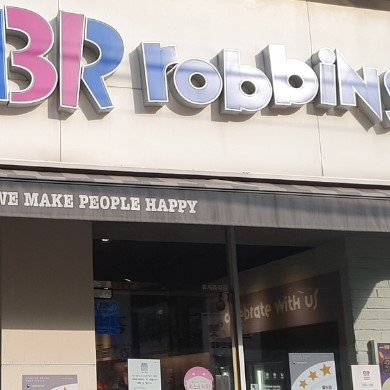 BR robbins
WE MAKE PEOPLE HAPPY
celebrate with us